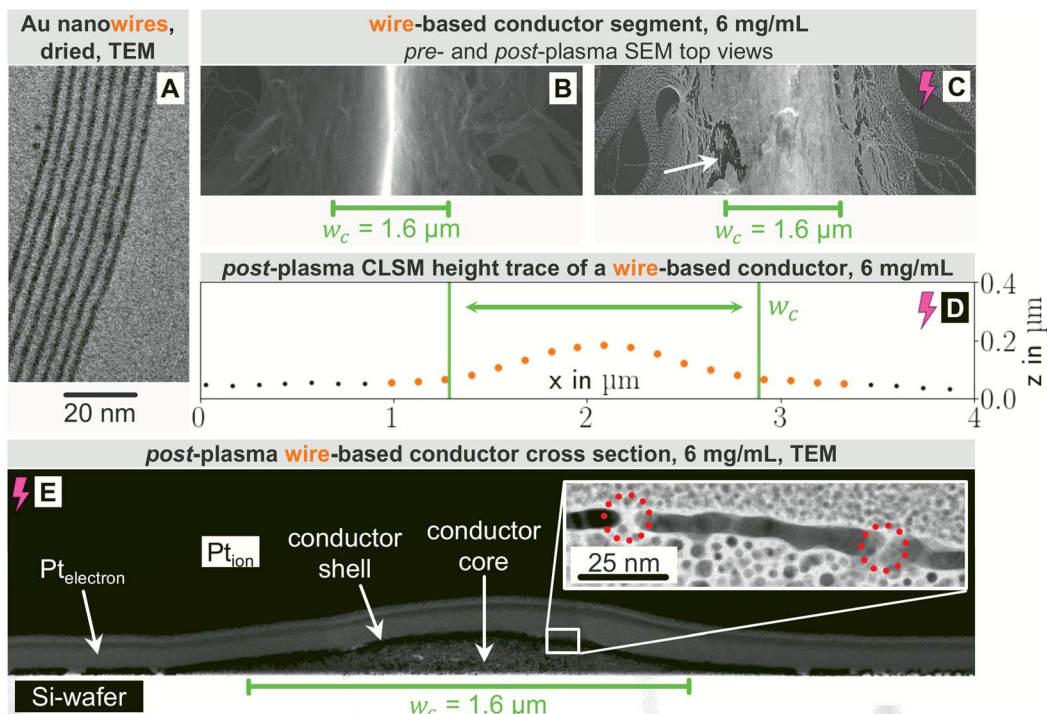 Au nanowires,
dried, TEM
A
20 nm
wire-based conductor segment, 6 mg/mL
pre- and post-plasma SEM top views
B
C
w_c = 1.6 μm
w_c = 1.6 μm
post-plasma CLSM height trace of a wire-based conductor, 6 mg/mL
D
w_c
0.4
0.2
0.0
z in μm
x in μm
0
1
2
3
4
post-plasma wire-based conductor cross section, 6 mg/mL, TEM
E
Pt_electron
Pt_ion
conductor
shell
conductor
core
25 nm
Si-wafer
w_c = 1.6 μm